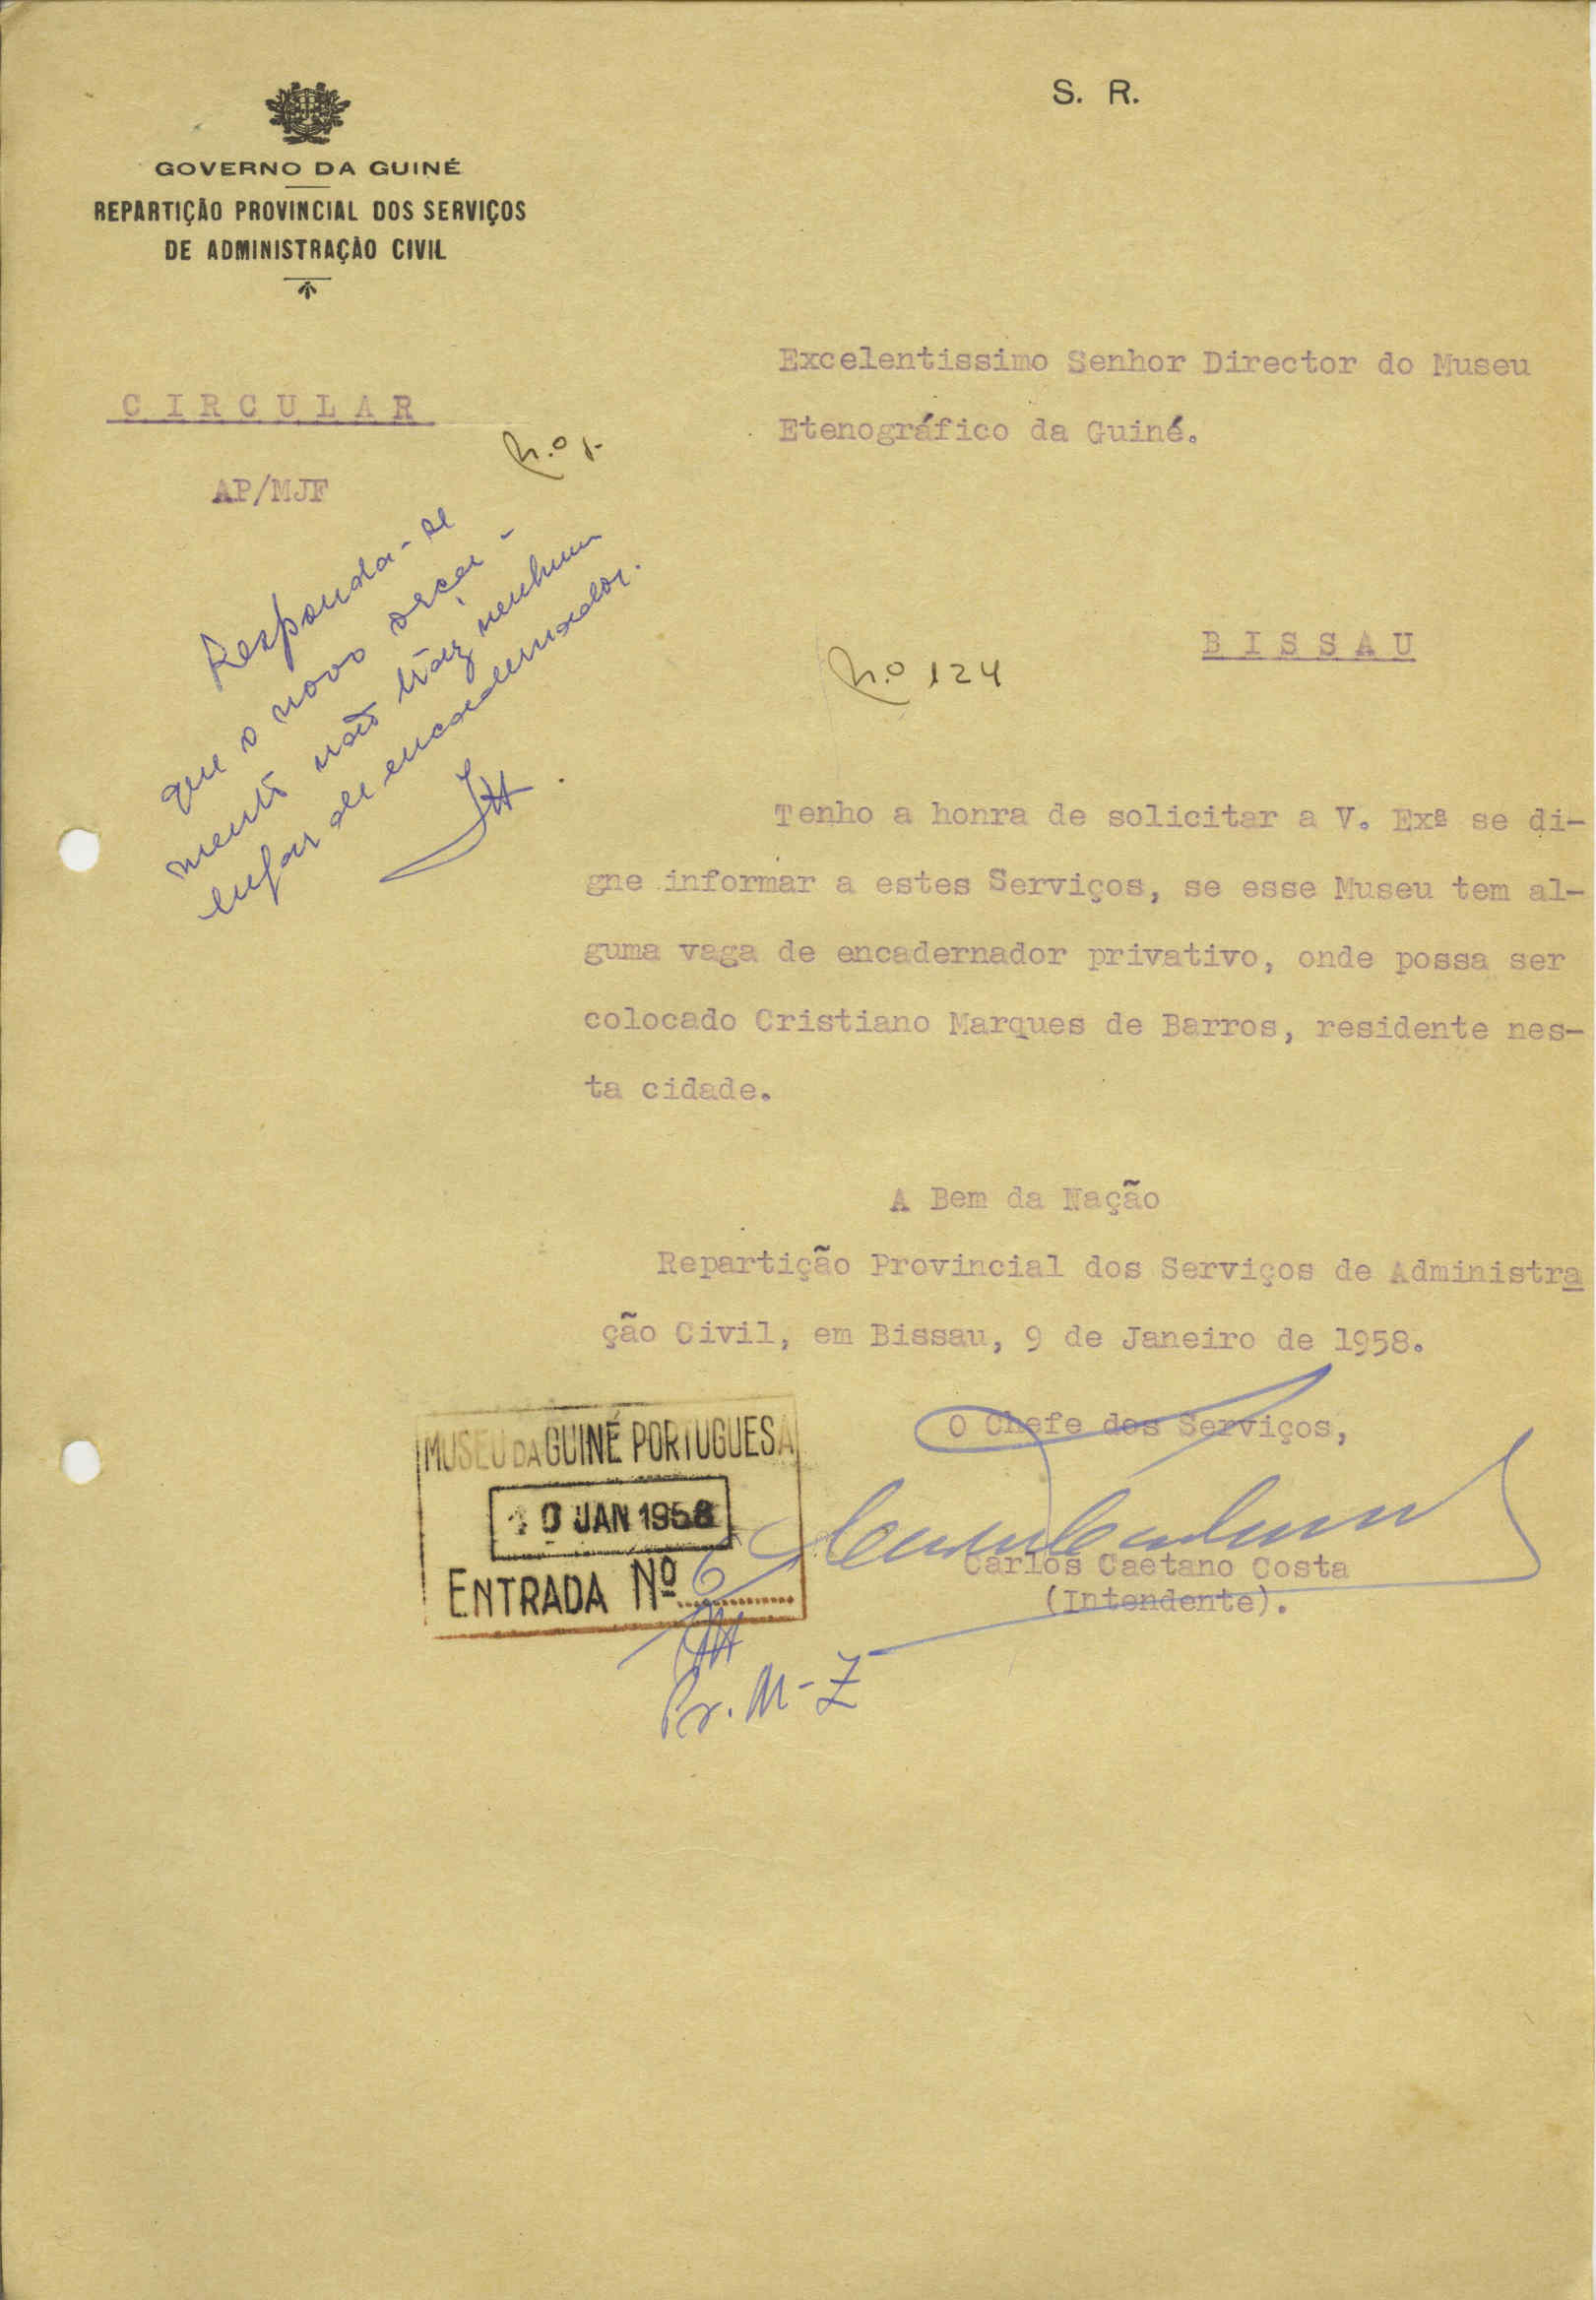 S. R.
GOVERNO DA GUINÉ
REPARTIÇÃO PROVINCIAL DOS SERVIÇOS
DE ADMINISTRAÇÃO CIVIL
Excelentissimo Senhor Director do Museu
Etenográfico da Guiné.
CIRCULAR
AP/MJF
Responda-se
que o novo orça-
mento não traz nenhum
lugar de encadernador.
BISSAU
N.º 124
Tenho a honra de solicitar a V. Exª se di-
gne informar a estes Serviços, se esse Museu tem al-
guma vaga de encadernador privativo, onde possa ser
colocado Cristiano Marques de Barros, residente nes-
ta cidade.
A Bem da Nação
Repartição Provincial dos Serviços de Administra
ção Civil, em Bissau, 9 de Janeiro de 1958.
O Chefe dos Serviços,
Carlos Caetano Costa
(Intendente).
MUSEU DA GUINÉ PORTUGUESA
10 JAN 1958
ENTRADA Nº 6
Pr. M-Z